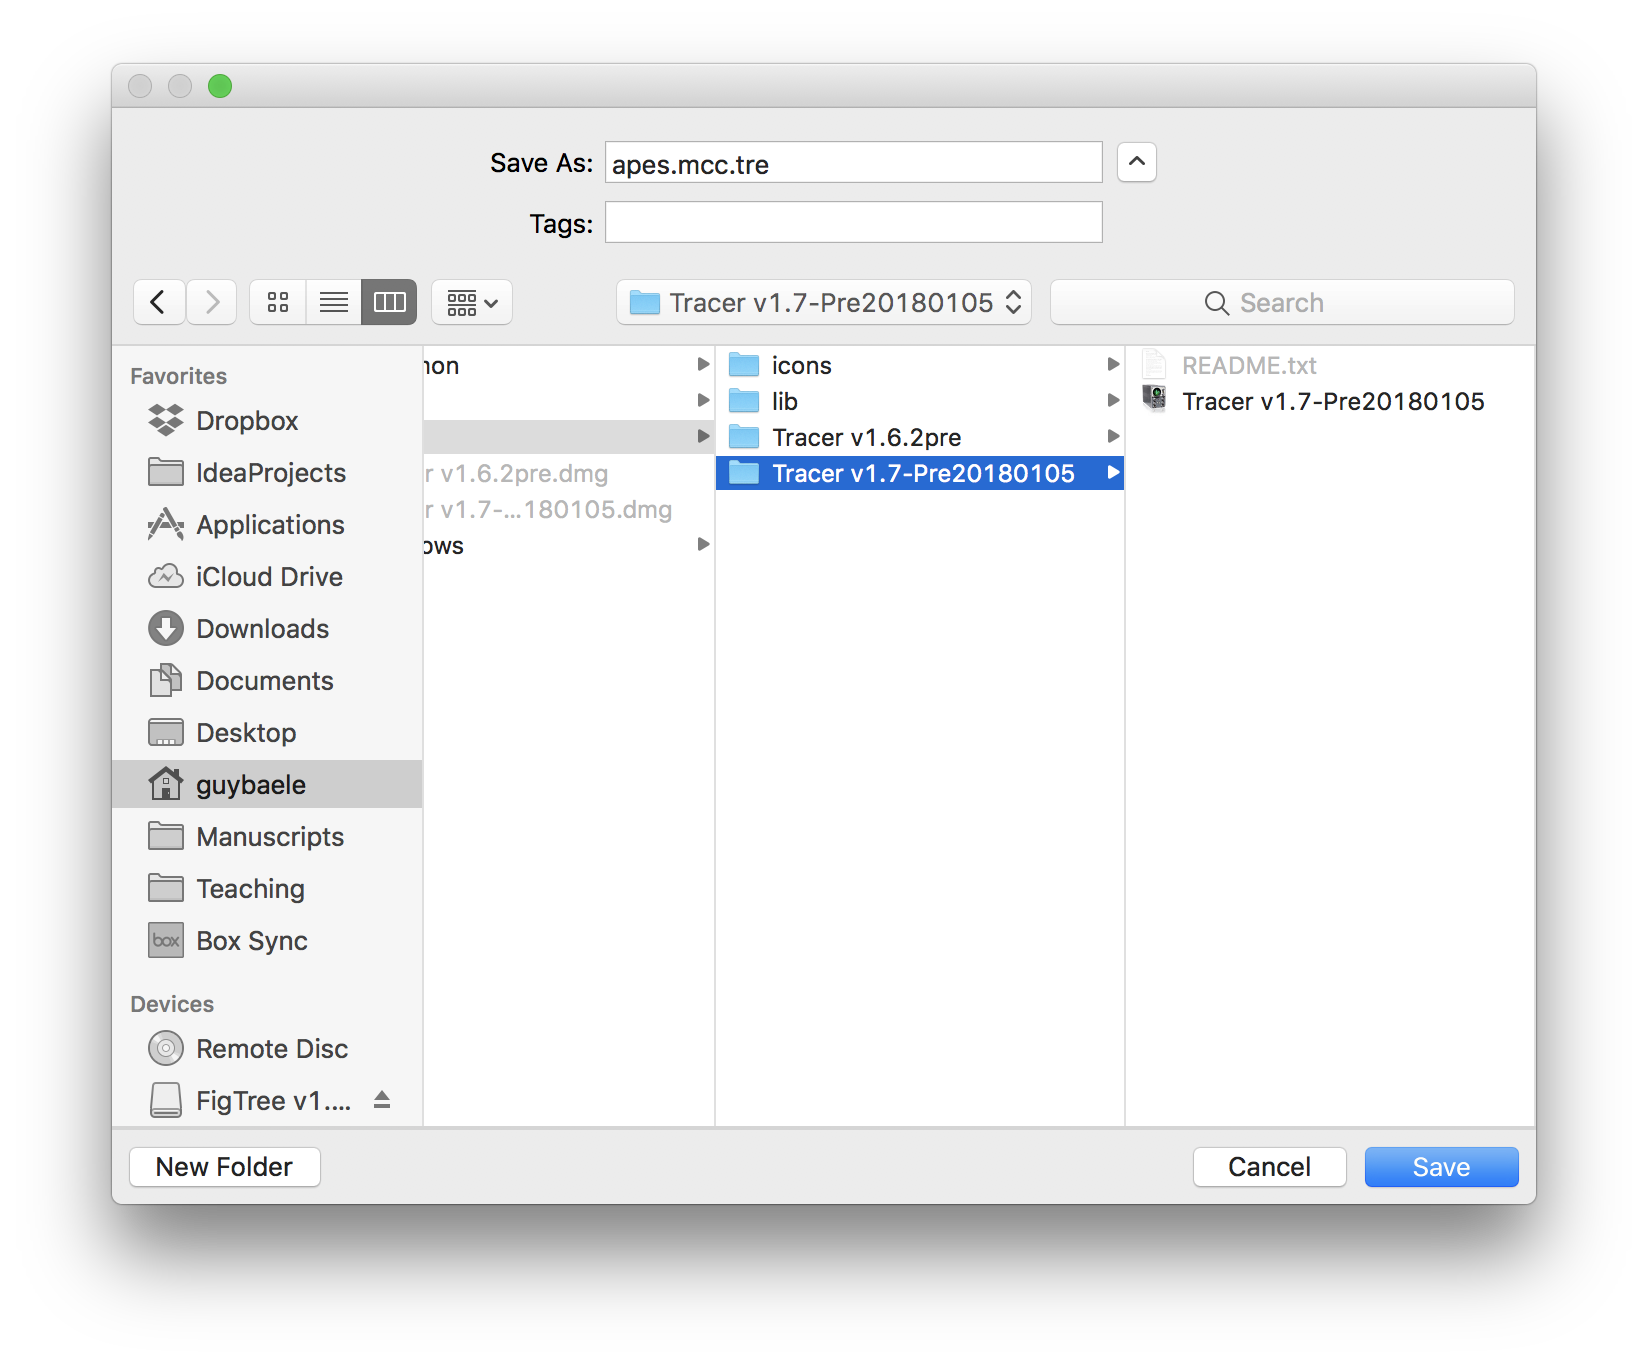 Save As: apes.mcc.tre
Tags:
Tracer v1.7-Pre20180105
Search
Favorites
Dropbox
IdeaProjects
Applications
iCloud Drive
Downloads
Documents
Desktop
guybaele
Manuscripts
Teaching
box Box Sync
Devices
Remote Disc
FigTree v1....
non
r v1.6.2pre.dmg
r v1.7-...180105.dmg
ows
icons
lib
Tracer v1.6.2pre
Tracer v1.7-Pre20180105
README.txt
Tracer v1.7-Pre20180105
New Folder
Cancel
Save